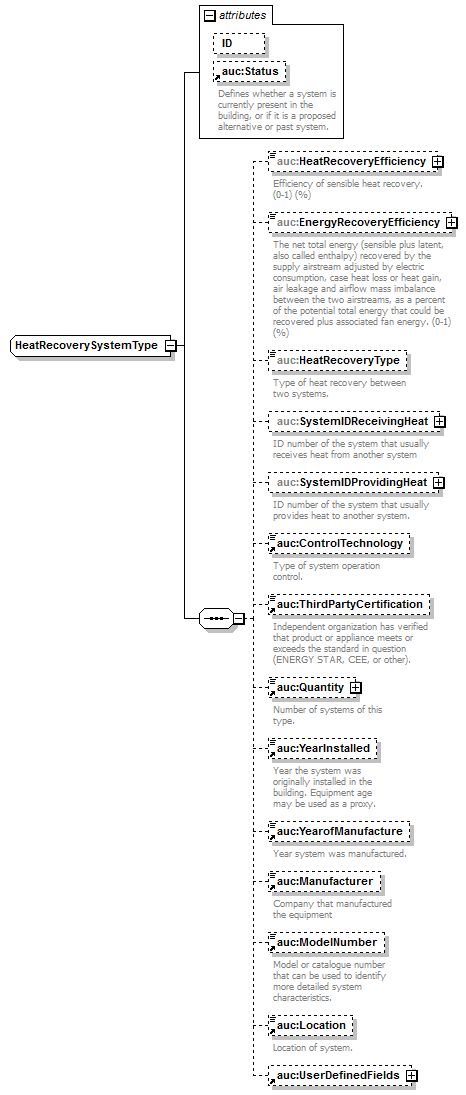 attributes
ID
auc:Status
Defines whether a system is
currently present in the
building, or if it is a proposed
alternative or past system.
auc:HeatRecoveryEfficiency
Efficiency of sensible heat recovery.
(0-1) (%)
auc:EnergyRecoveryEfficiency
The net total energy (sensible plus latent,
also called enthalpy) recovered by the
supply airstream adjusted by electric
consumption, case heat loss or heat gain,
air leakage and airflow mass imbalance
between the two airstreams, as a percent
of the potential total energy that could be
recovered plus associated fan energy. (0-1)
(%)
HeatRecoverySystemType
auc:HeatRecoveryType
Type of heat recovery between
two systems.
auc:SystemIDReceivingHeat
ID number of the system that usually
receives heat from another system
auc:SystemIDProvidingHeat
ID number of the system that usually
provides heat to another system.
auc:ControlTechnology
Type of system operation
control.
auc:ThirdPartyCertification
Independent organization has verified
that product or appliance meets or
exceeds the standard in question
(ENERGY STAR, CEE, or other).
auc:Quantity
Number of systems of this
type.
auc:YearInstalled
Year the system was
originally installed in the
building. Equipment age
may be used as a proxy.
auc:YearofManufacture
Year system was manufactured.
auc:Manufacturer
Company that manufactured
the equipment
auc:ModelNumber
Model or catalogue number
that can be used to identify
more detailed system
characteristics.
auc:Location
Location of system.
auc:UserDefinedFields